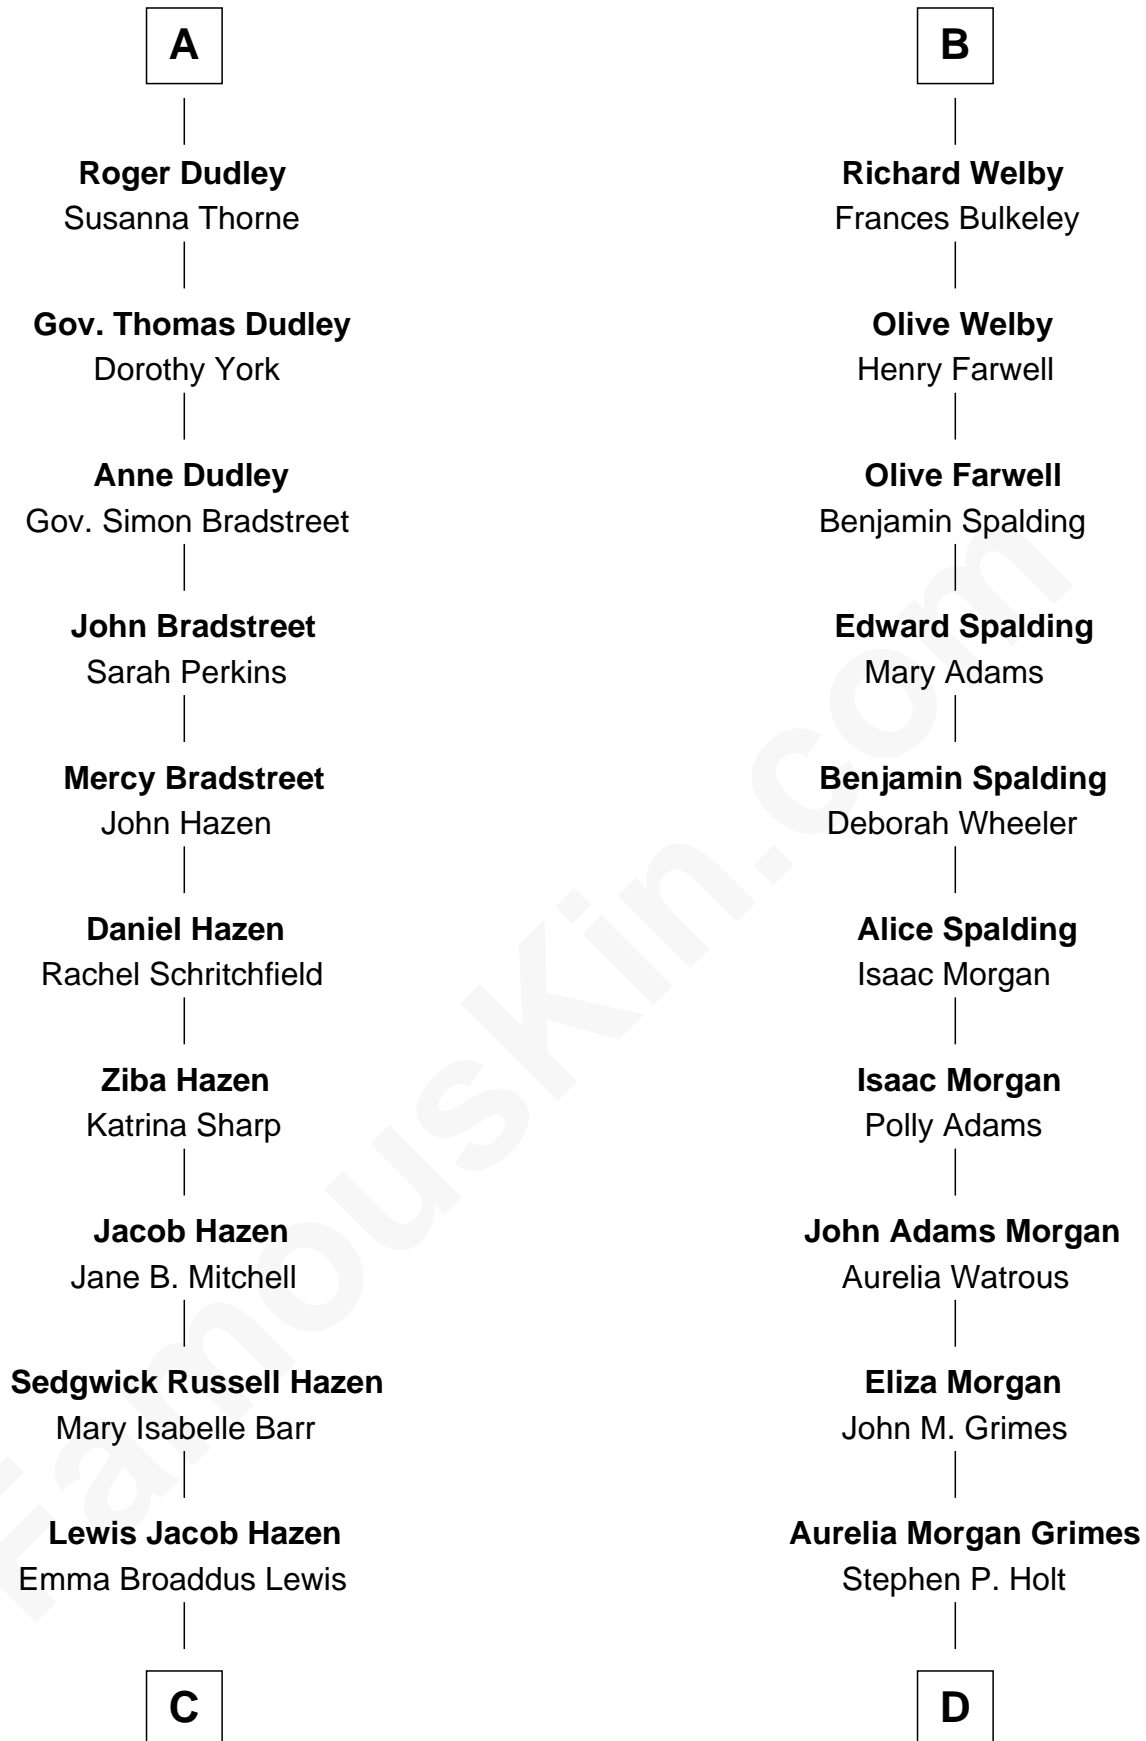 A
Roger Dudley
Susanna Thorne
Gov. Thomas Dudley
Dorothy York
Anne Dudley
Gov. Simon Bradstreet
John Bradstreet
Sarah Perkins
Mercy Bradstreet
John Hazen
Daniel Hazen
Rachel Schritchfield
Ziba Hazen
Katrina Sharp
Jacob Hazen
Jane B. Mitchell
Sedgwick Russell Hazen
Mary Isabelle Barr
Lewis Jacob Hazen
Emma Broaddus Lewis
C
B
Richard Welby
Frances Bulkeley
Olive Welby
Henry Farwell
Olive Farwell
Benjamin Spalding
Edward Spalding
Mary Adams
Benjamin Spalding
Deborah Wheeler
Alice Spalding
Isaac Morgan
Isaac Morgan
Polly Adams
John Adams Morgan
Aurelia Watrous
Eliza Morgan
John M. Grimes
Aurelia Morgan Grimes
Stephen P. Holt
D
FamousKin.com